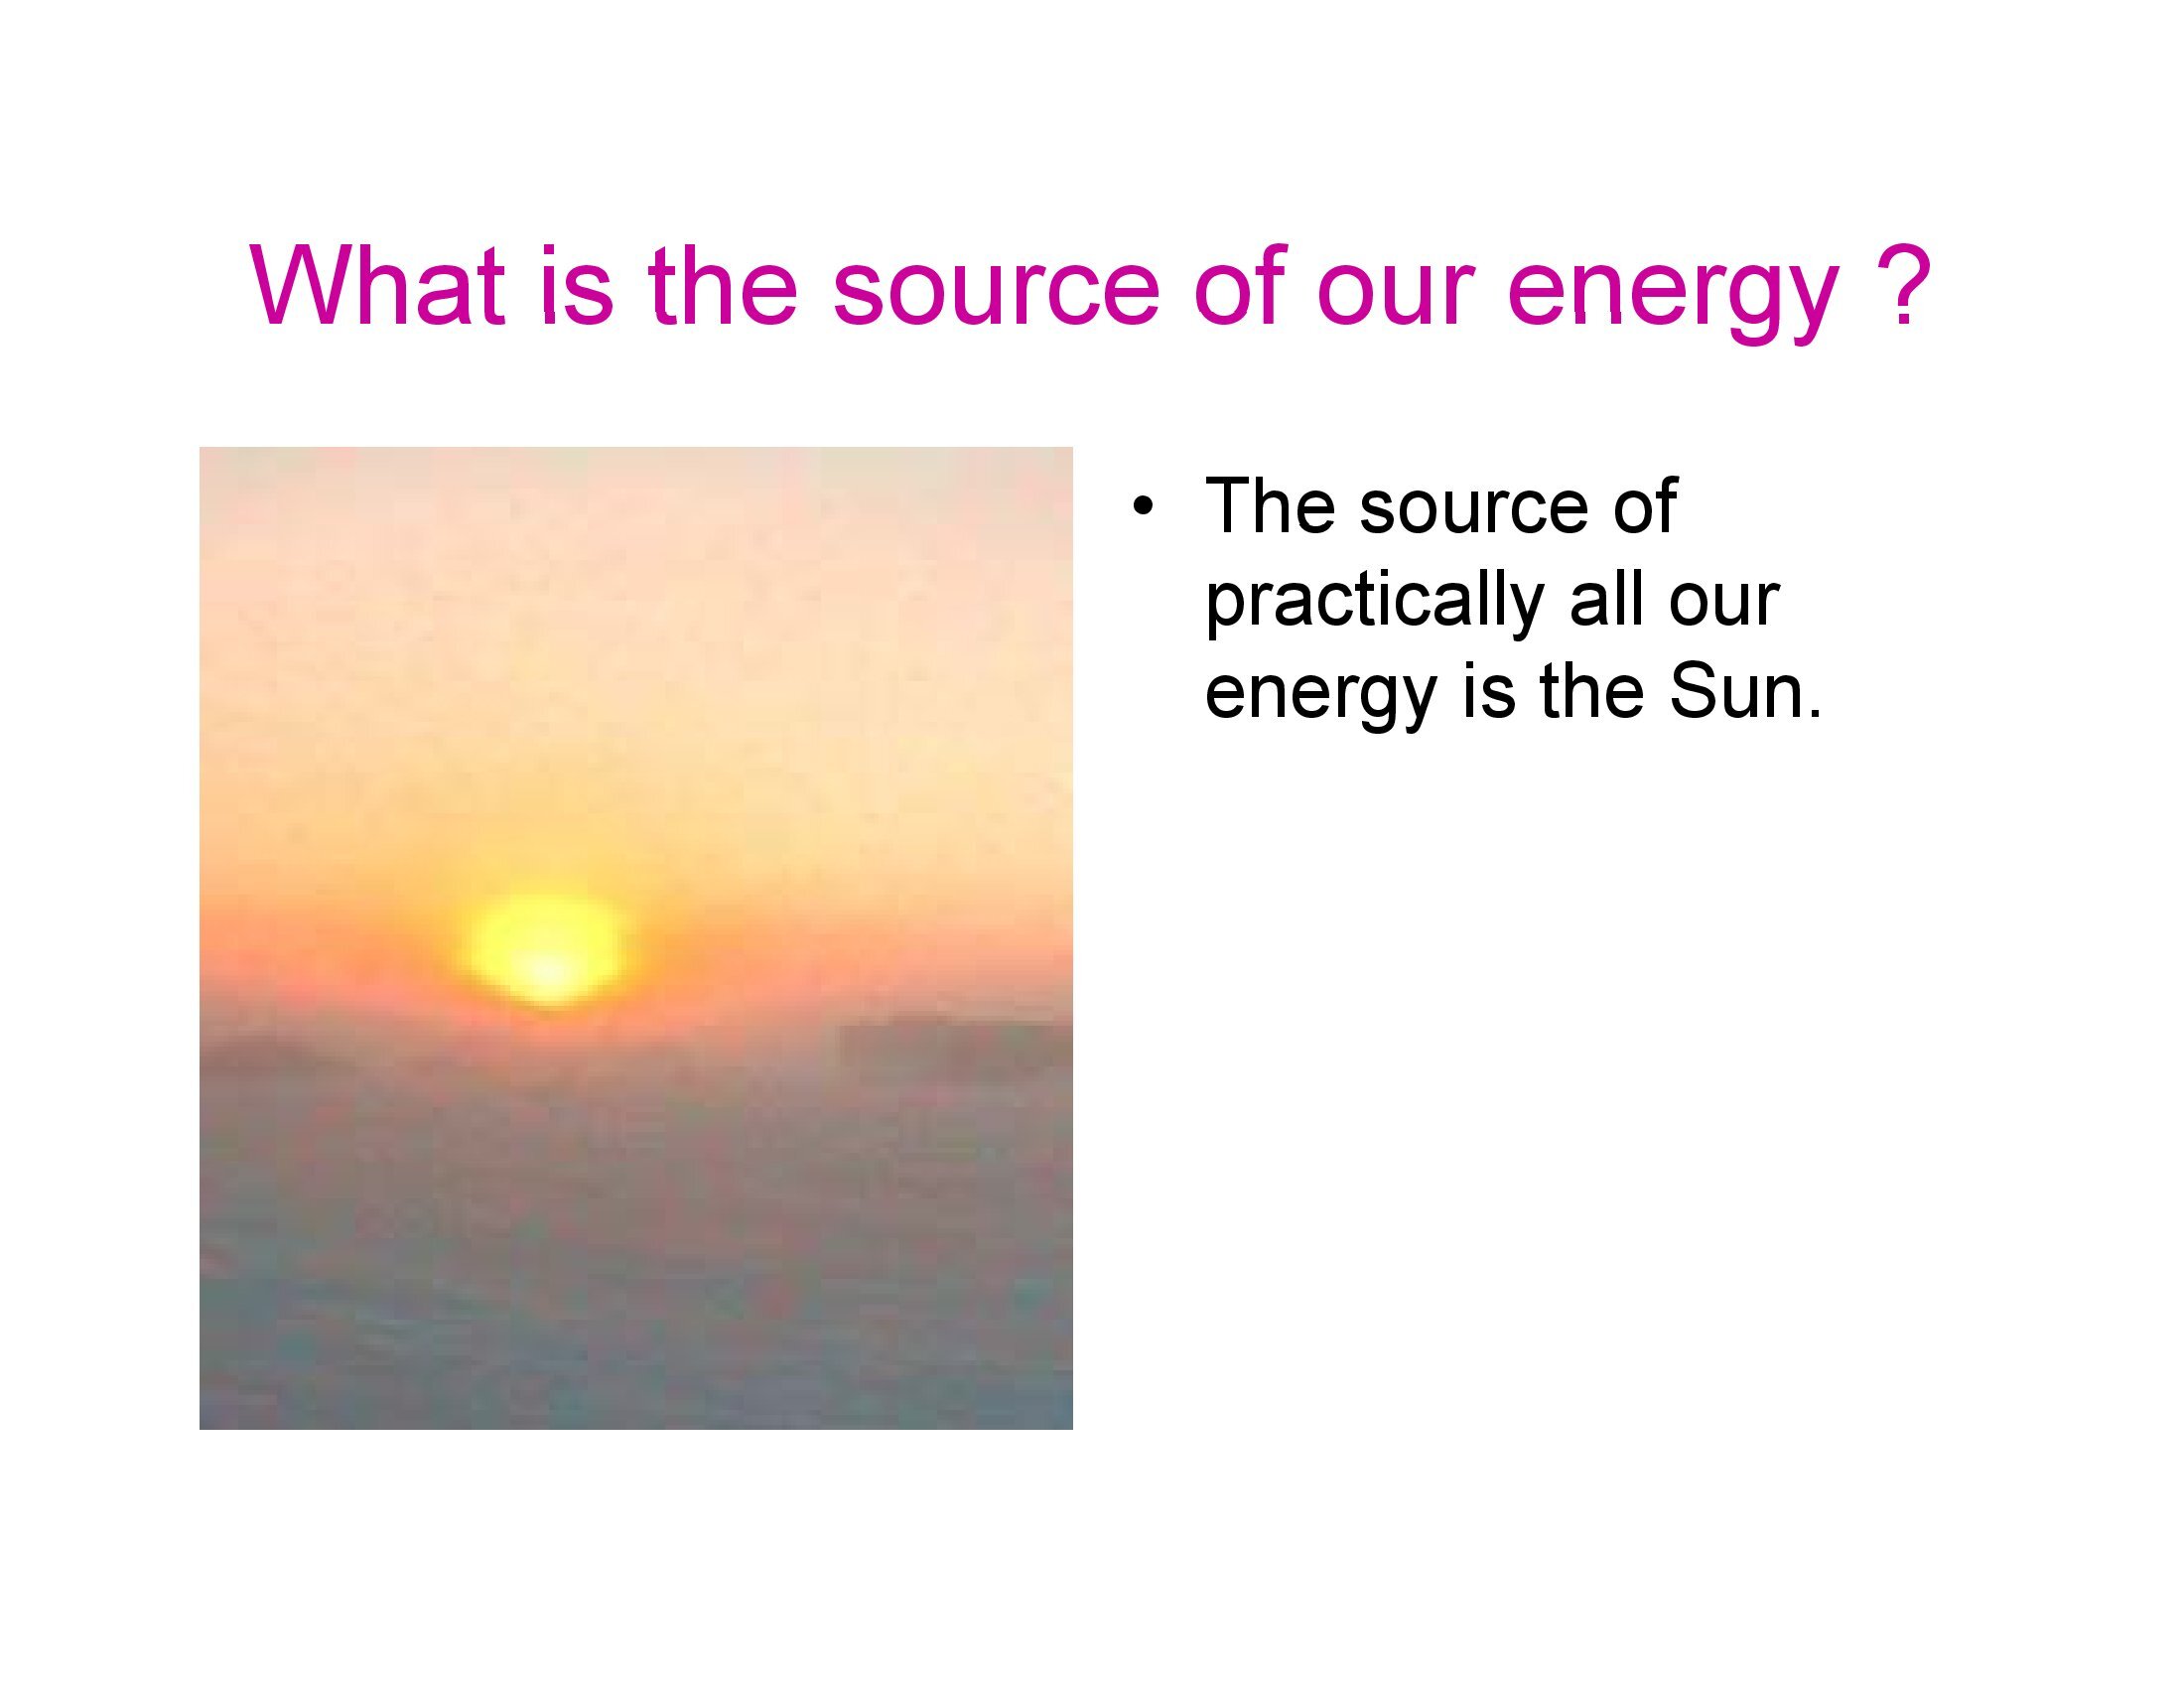 What is the source of our energy ?
• The source of
practically all our
energy is the Sun.